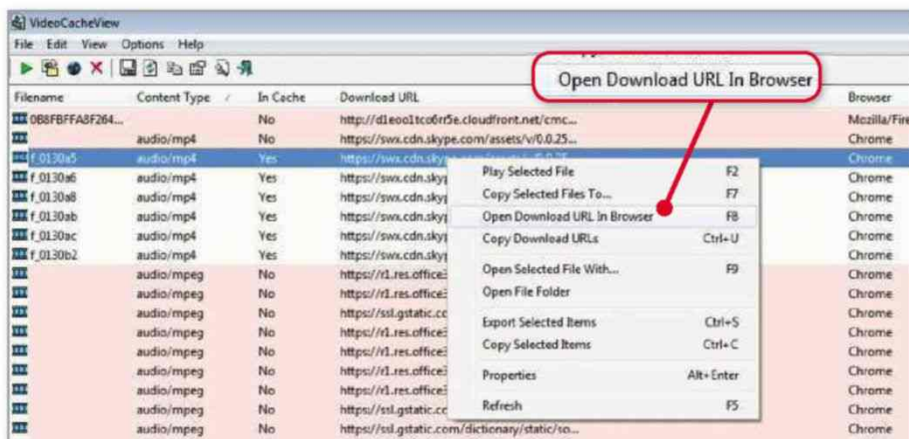 VideoCacheView
File Edit View Options Help
Open Download URL In Browser
Filename Content Type / In Cache Download URL Browser
0B8FBFFA8F264... No http://d1eoo1tco6rr5e.cloudfront.net/cmc... Mozilla/Fire
audio/mp4 No https://swx.cdn.skype.com/assets/v/0.0.25... Chrome
f_0130a5 audio/mp4 Yes Chrome
f_0130a6 audio/mp4 Yes https://swx.cdn.skyp Chrome
f_0130a8 audio/mp4 Yes https://swx.cdn.skyp Chrome
f_0130ab audio/mp4 Yes https://swx.cdn.skyp Chrome
f_0130ac audio/mp4 Yes https://swx.cdn.skyp Chrome
f_0130b2 audio/mp4 Yes https://swx.cdn.skyp Chrome
audio/mpeg No https://r1.res.office3 Chrome
audio/mpeg No https://r1.res.office3 Chrome
audio/mpeg No https://ssl.gstatic.cc Chrome
audio/mpeg No https://r1.res.office3 Chrome
audio/mpeg No https://r1.res.office3 Chrome
audio/mpeg No https://r1.res.office3 Chrome
audio/mpeg No https://r1.res.office3 Chrome
audio/mpeg No https://ssl.gstatic.cc Chrome
audio/mpeg No https://ssl.gstatic.com/dictionary/static/so... Chrome
Play Selected File F2
Copy Selected Files To... F7
Open Download URL In Browser F8
Copy Download URLs Ctrl+U
Open Selected File With... F9
Open File Folder
Export Selected Items Ctrl+S
Copy Selected Items Ctrl+C
Properties Alt+Enter
Refresh F5